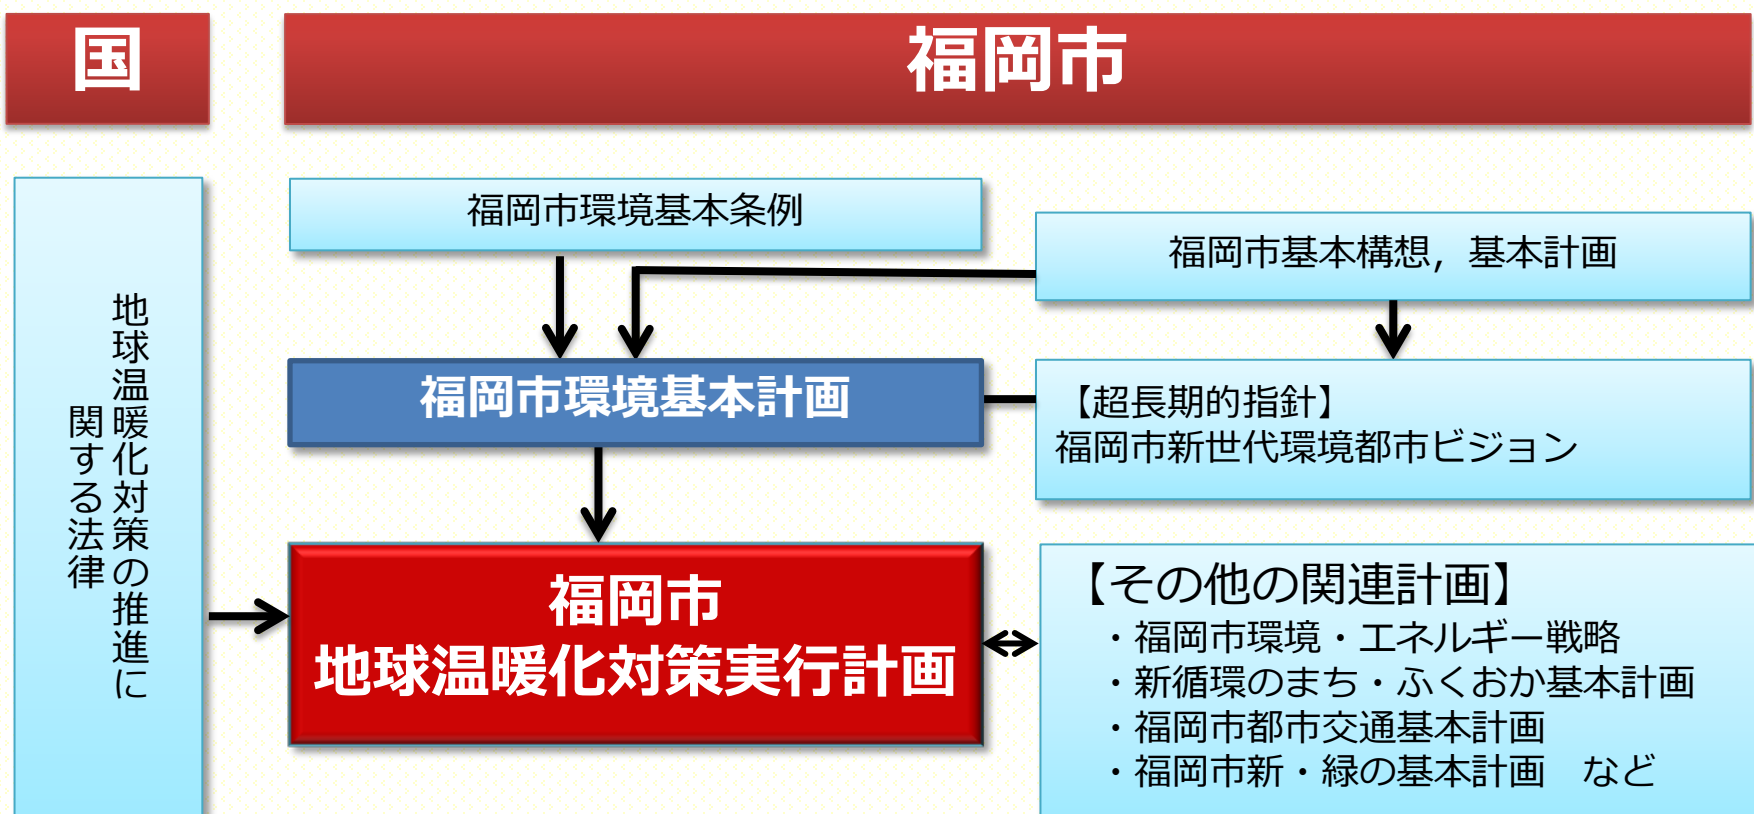 国
福岡市
地球温暖化対策の推進に
関する法律
福岡市環境基本条例
福岡市基本構想，基本計画
福岡市環境基本計画
【超長期的指針】
福岡市新世代環境都市ビジョン
福岡市
地球温暖化対策実行計画
【その他の関連計画】
・福岡市環境・エネルギー戦略
・新循環のまち・ふくおか基本計画
・福岡市都市交通基本計画
・福岡市新・緑の基本計画　など